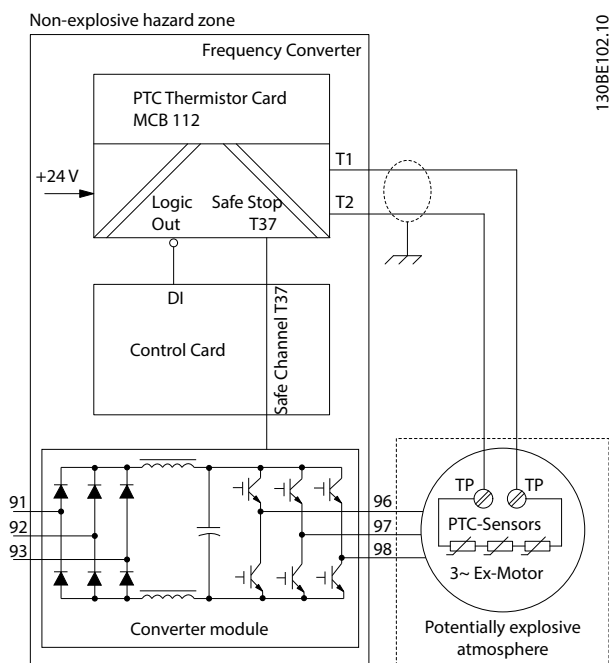 Non-explosive hazard zone
Frequency Converter
130BE102.10
PTC Thermistor Card
MCB 112
T1
+24 V
T2
Logic
Out
Safe Stop
T37
DI
Control Card
Safe Channel T37
91
92
93
96
97
98
TP
TP
PTC-Sensors
3~ Ex-Motor
Converter module
Potentially explosive
atmosphere